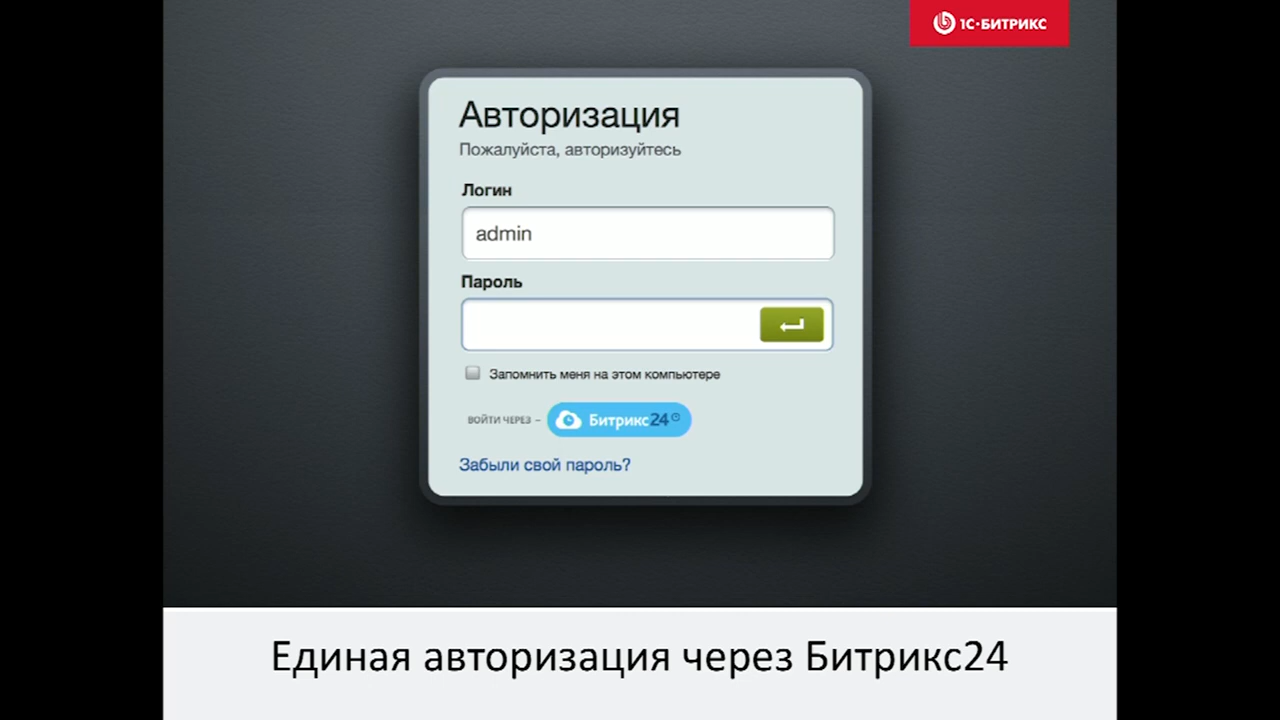 1С-БИТРИКС
Авторизация
Пожалуйста, авторизуйтесь
Логин
admin
Пароль
Запомнить меня на этом компьютере
ВОЙТИ ЧЕРЕЗ – Битрикс24
Забыли свой пароль?
Единая авторизация через Битрикс24